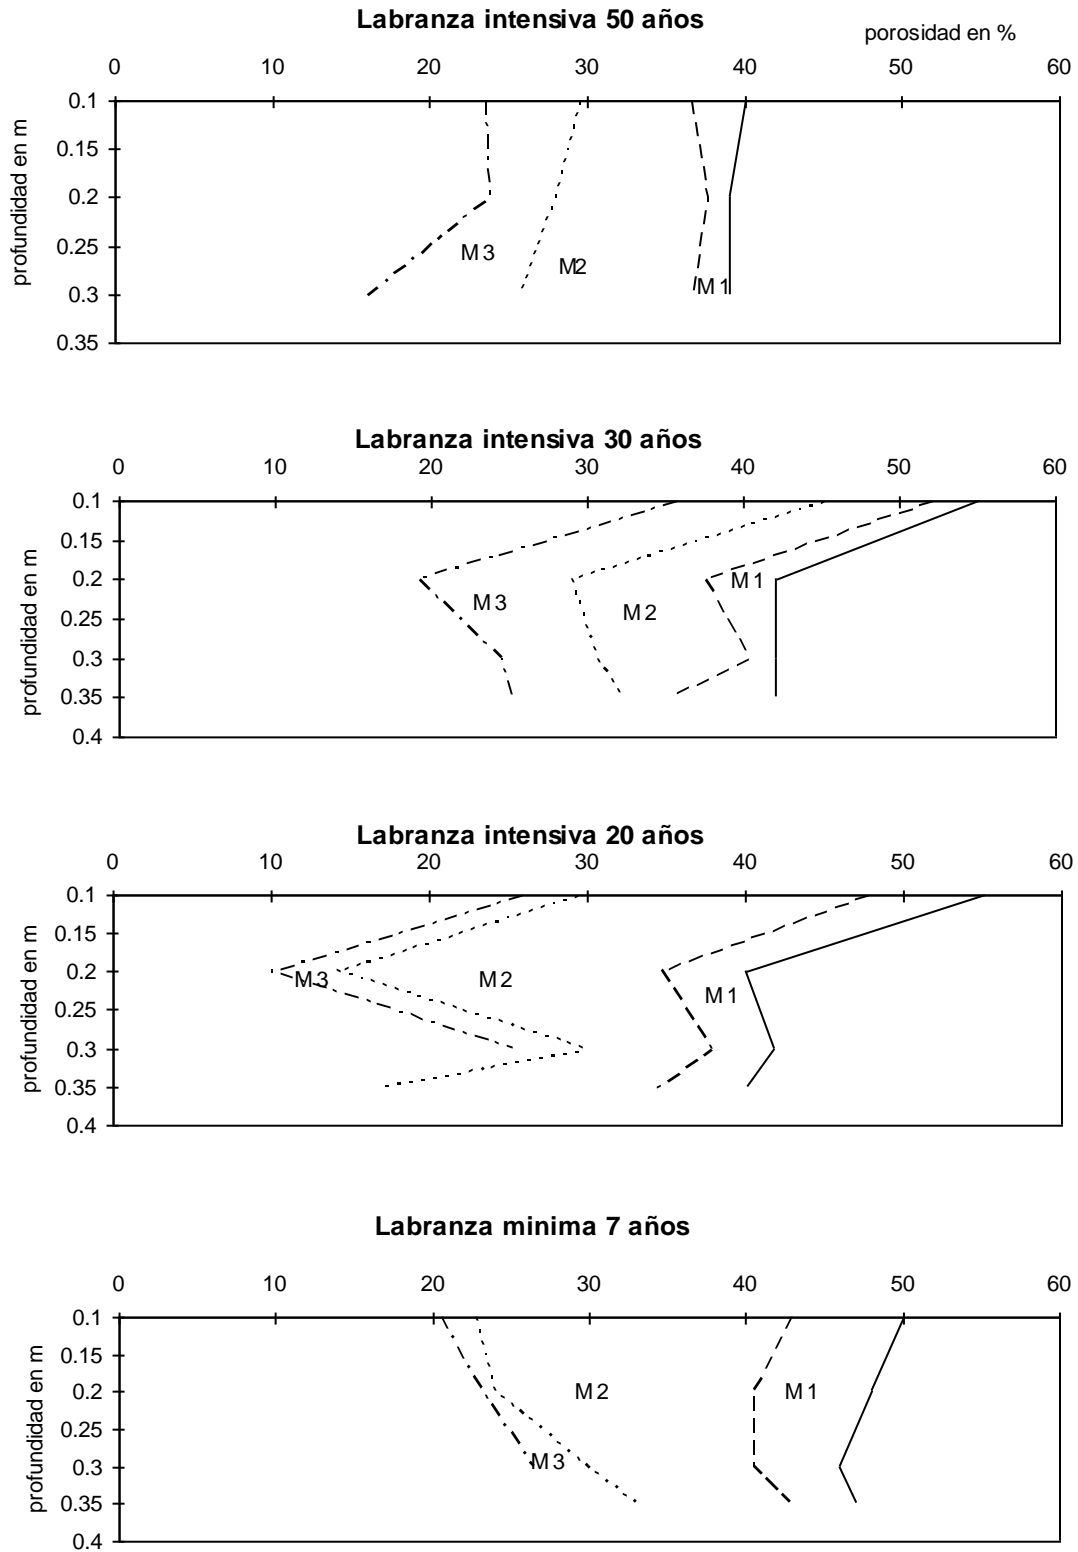 Labranza intensiva 50 años
porosidad en %
0 10 20 30 40 50 60
0.1
0.15
0.2
0.25
0.3
0.35
profundidad en m
M3
M2
M1
Labranza intensiva 30 años
0 10 20 30 40 50 60
0.1
0.15
0.2
0.25
0.3
0.35
0.4
profundidad en m
M3
M2
M1
Labranza intensiva 20 años
0 10 20 30 40 50 60
0.1
0.15
0.2
0.25
0.3
0.35
0.4
profundidad en m
M3
M2
M1
Labranza minima 7 años
0 10 20 30 40 50 60
0.1
0.15
0.2
0.25
0.3
0.35
0.4
profundidad en m
M2
M1
M3